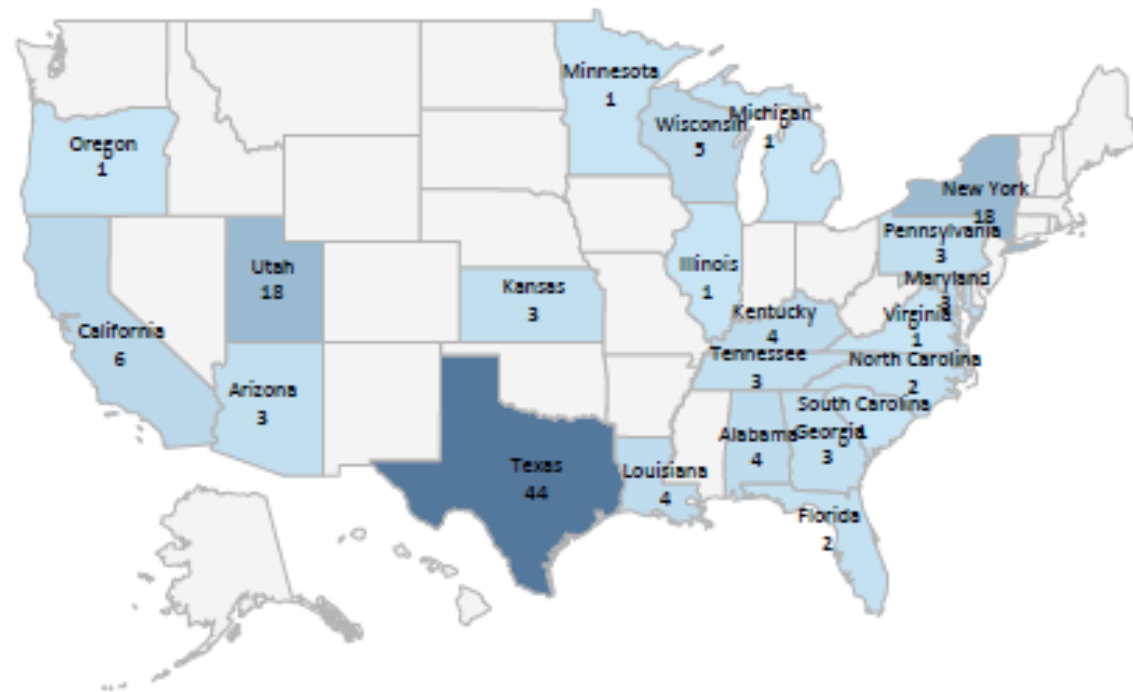 Minnesota
1
Michigan
1
Wisconsin
5
Oregon
1
New York
18
Pennsylvania
3
Utah
18
Illinois
1
Maryland
3
Kansas
3
Kentucky
4
Virginia
1
California
6
Tennessee
3
North Carolina
2
Arizona
3
South Carolina
1
Alabama
4
Georgia
3
Texas
44
Louisiana
4
Florida
2